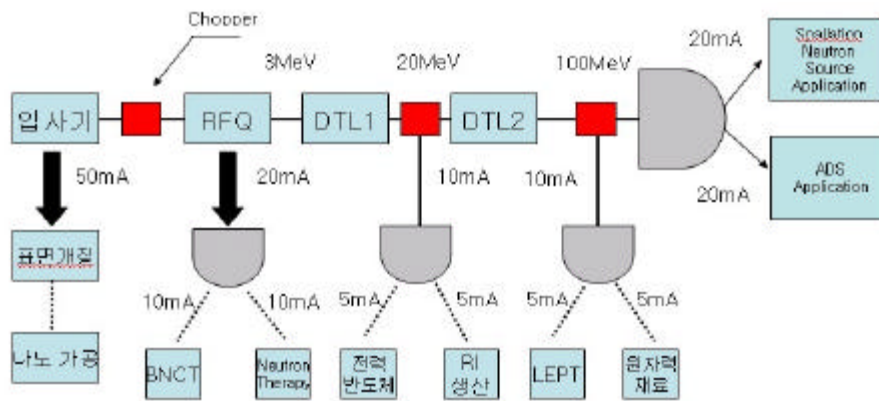 Chopper
3MeV
20MeV
100MeV
20mA
Spallation
Neutron
Source
Application
입사기
RFQ
DTL1
DTL2
50mA
20mA
10mA
10mA
20mA
ADS
Application
표면개질
10mA
10mA
5mA
5mA
5mA
5mA
나노 가공
BNCT
Neutron
Therapy
전력
반도체
RI
생산
LEPT
원자력
재료